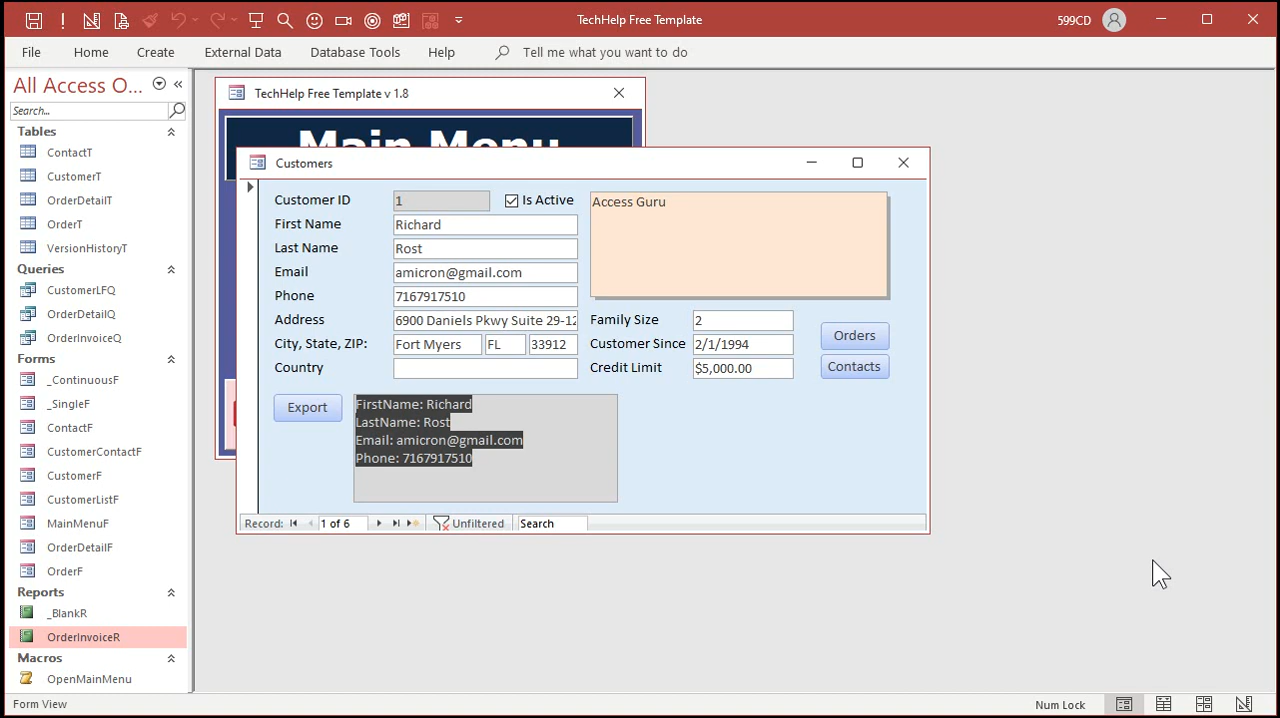 TechHelp Free Template
599CD
File Home Create External Data Database Tools Help Tell me what you want to do
All Access O...
Search...
Tables
ContactT
CustomerT
OrderDetailT
OrderT
VersionHistoryT
Queries
CustomerLFQ
OrderDetailQ
OrderInvoiceQ
Forms
_ContinuousF
_SingleF
ContactF
CustomerContactF
CustomerF
CustomerListF
MainMenuF
OrderDetailF
OrderF
Reports
_BlankR
OrderInvoiceR
Macros
OpenMainMenu
TechHelp Free Template v 1.8
Main Menu
Customers
Customer ID 1 Is Active
First Name Richard
Last Name Rost
Email amicron@gmail.com
Phone 7167917510
Address 6900 Daniels Pkwy Suite 29-12
City, State, ZIP: Fort Myers FL 33912
Country
Access Guru
Family Size 2
Customer Since 2/1/1994
Credit Limit $5,000.00
Orders
Contacts
Export
FirstName: Richard
LastName: Rost
Email: amicron@gmail.com
Phone: 7167917510
Record: 1 of 6 Unfiltered Search
Form View Num Lock